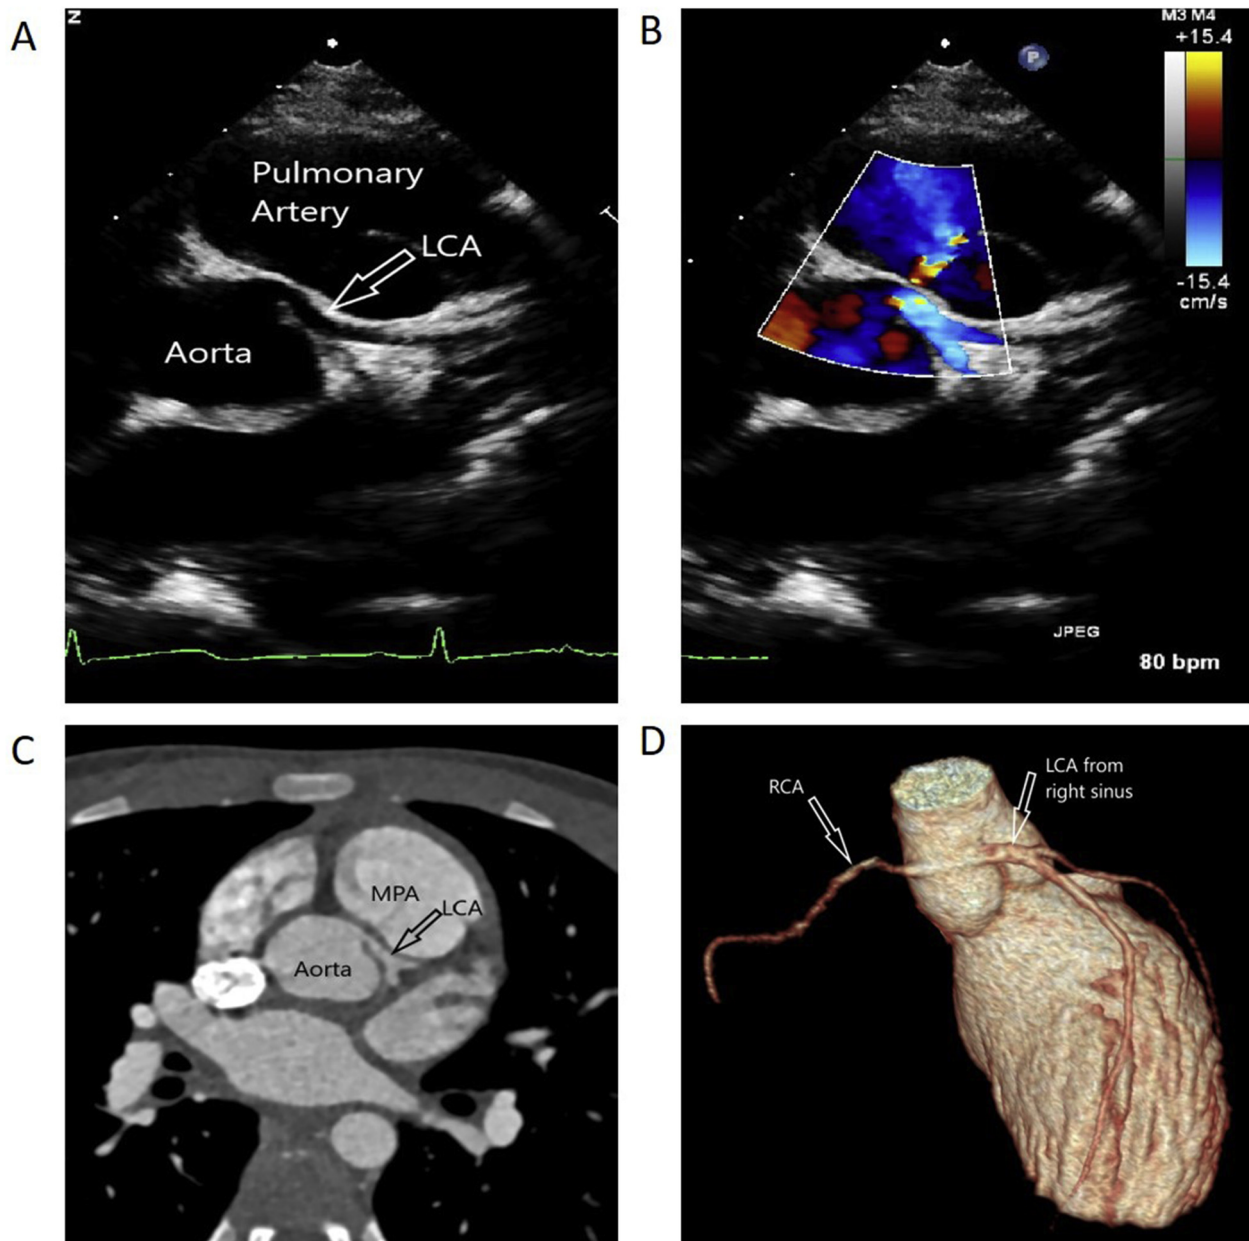 A
Z
Pulmonary
Artery
LCA
Aorta
B
P
M3 M4
+15.4
-15.4
cm/s
JPEG
80 bpm
C
MPA
LCA
Aorta
D
RCA
LCA from
right sinus